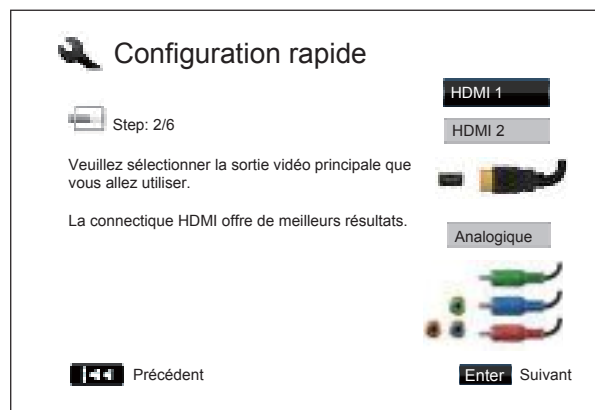 Configuration rapide
Step: 2/6
Veuillez sélectionner la sortie vidéo principale que
vous allez utiliser.
La connectique HDMI offre de meilleurs résultats.
HDMI 1
HDMI 2
Analogique
Précédent
Enter Suivant